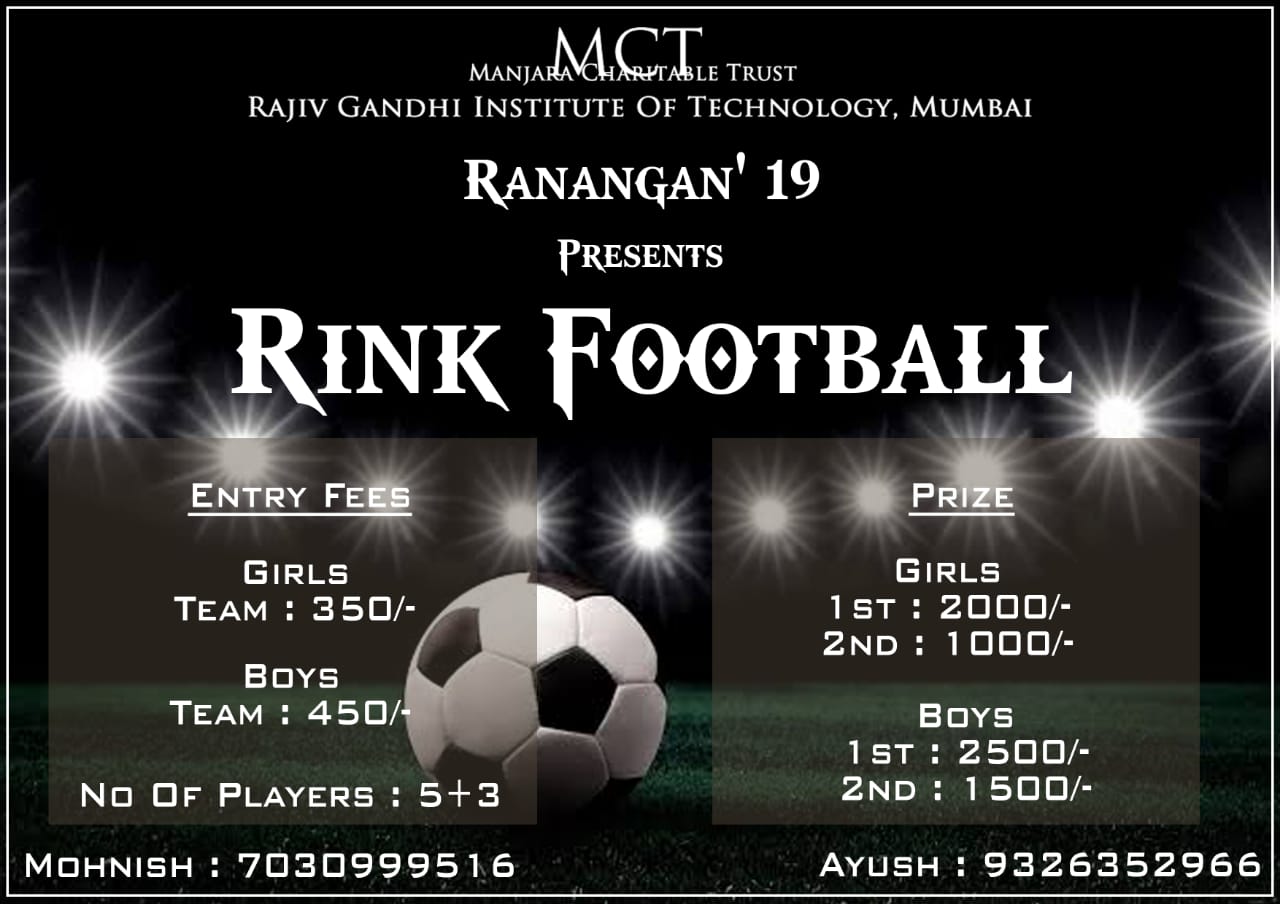 MCT
Manjara Charitable Trust
Rajiv Gandhi Institute Of Technology, Mumbai
Ranangan' 19
Presents
Rink Football
Entry Fees
Girls
Team : 350/-
Boys
Team : 450/-
No Of Players : 5+3
Prize
Girls
1st : 2000/-
2nd : 1000/-
Boys
1st : 2500/-
2nd : 1500/-
Mohnish : 7030999516
Ayush : 9326352966